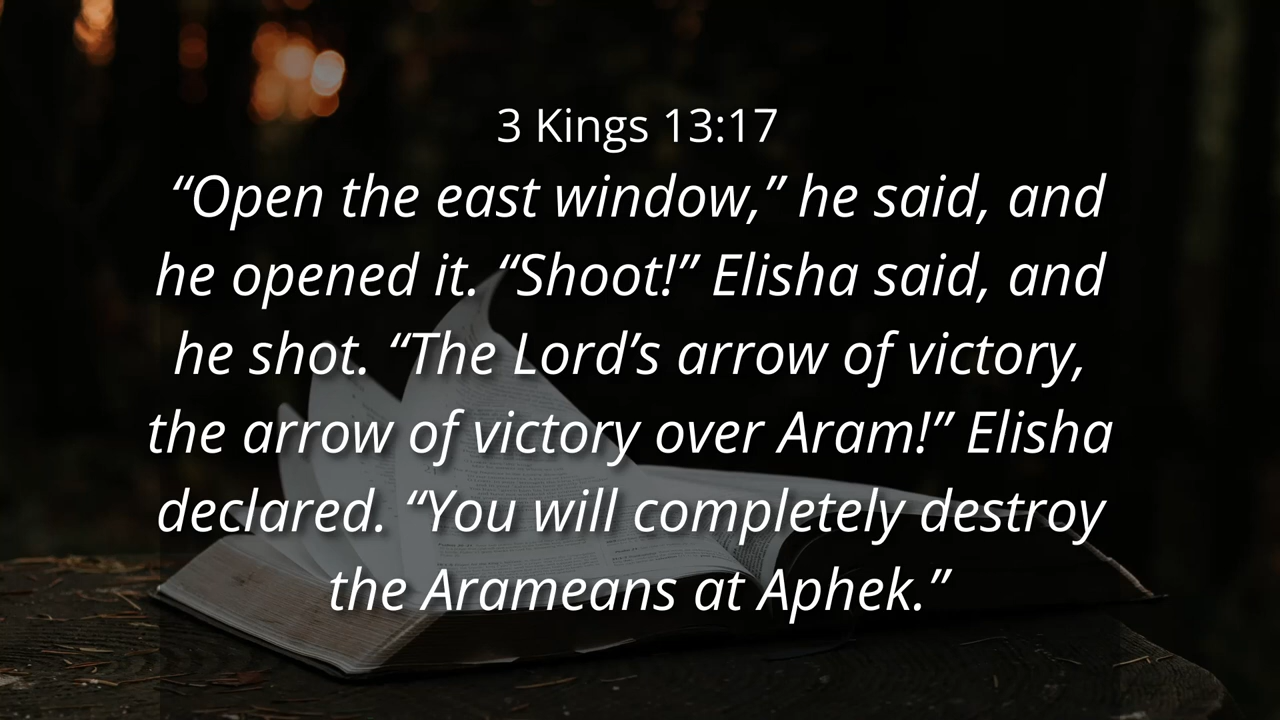 3 Kings 13:17
“Open the east window,” he said, and
he opened it. “Shoot!” Elisha said, and
he shot. “The Lord’s arrow of victory,
the arrow of victory over Aram!” Elisha
declared. “You will completely destroy
the Arameans at Aphek.”